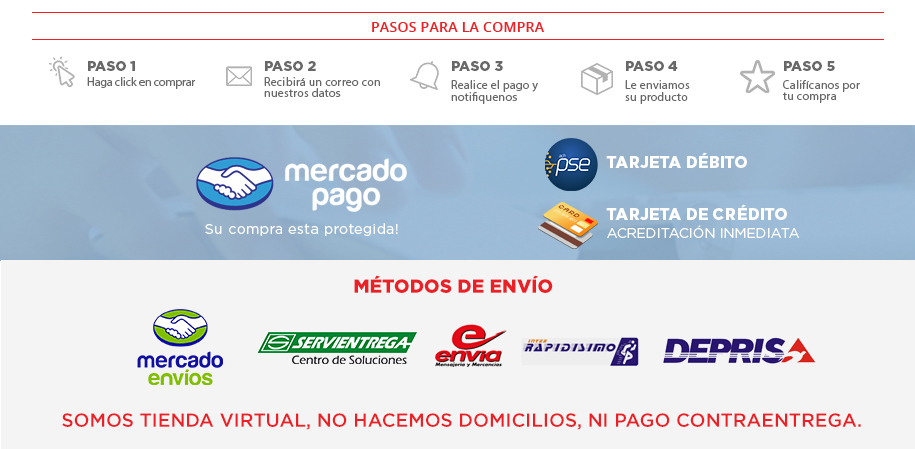 PASOS PARA LA COMPRA
PASO 1
Haga click en comprar
PASO 2
Recibirá un correo con
nuestros datos
PASO 3
Realice el pago y
notifiquenos
PASO 4
Le enviamos
su producto
PASO 5
Califícanos por
tu compra
mercado
pago
Su compra esta protegida!
pse
TARJETA DÉBITO
CARD
TARJETA DE CRÉDITO
ACREDITACIÓN INMEDIATA
MÉTODOS DE ENVÍO
mercado
envíos
SERVIENTREGA
Centro de Soluciones
e
envia
Mensajería y Mercancías
INTER
RAPIDISIMO
DEPRISA
SOMOS TIENDA VIRTUAL, NO HACEMOS DOMICILIOS, NI PAGO CONTRAENTREGA.